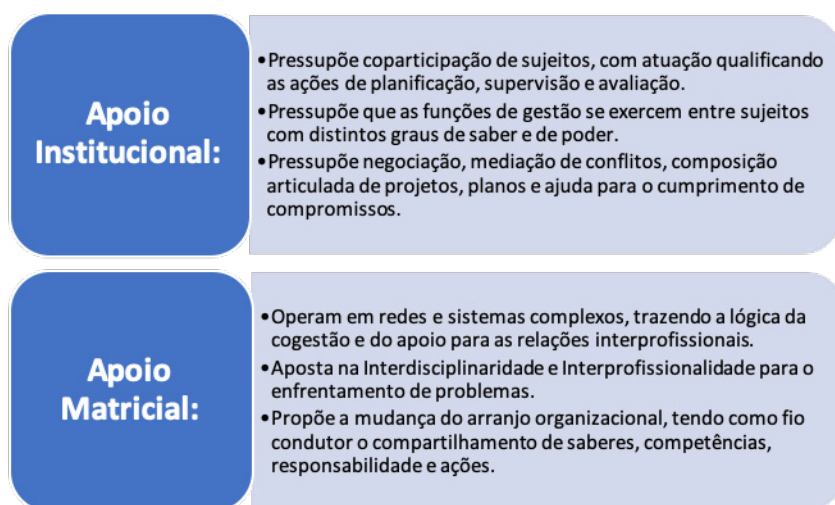 Apoio
Institucional:
•Pressupõe coparticipação de sujeitos, com atuação qualificando
as ações de planificação, supervisão e avaliação.
•Pressupõe que as funções de gestão se exercem entre sujeitos
com distintos graus de saber e de poder.
•Pressupõe negociação, mediação de conflitos, composição
articulada de projetos, planos e ajuda para o cumprimento de
compromissos.
Apoio
Matricial:
•Operam em redes e sistemas complexos, trazendo a lógica da
cogestão e do apoio para as relações interprofissionais.
•Aposta na Interdisciplinaridade e Interprofissionalidade para o
enfrentamento de problemas.
•Propõe a mudança do arranjo organizacional, tendo como fio
condutor o compartilhamento de saberes, competências,
responsabilidade e ações.